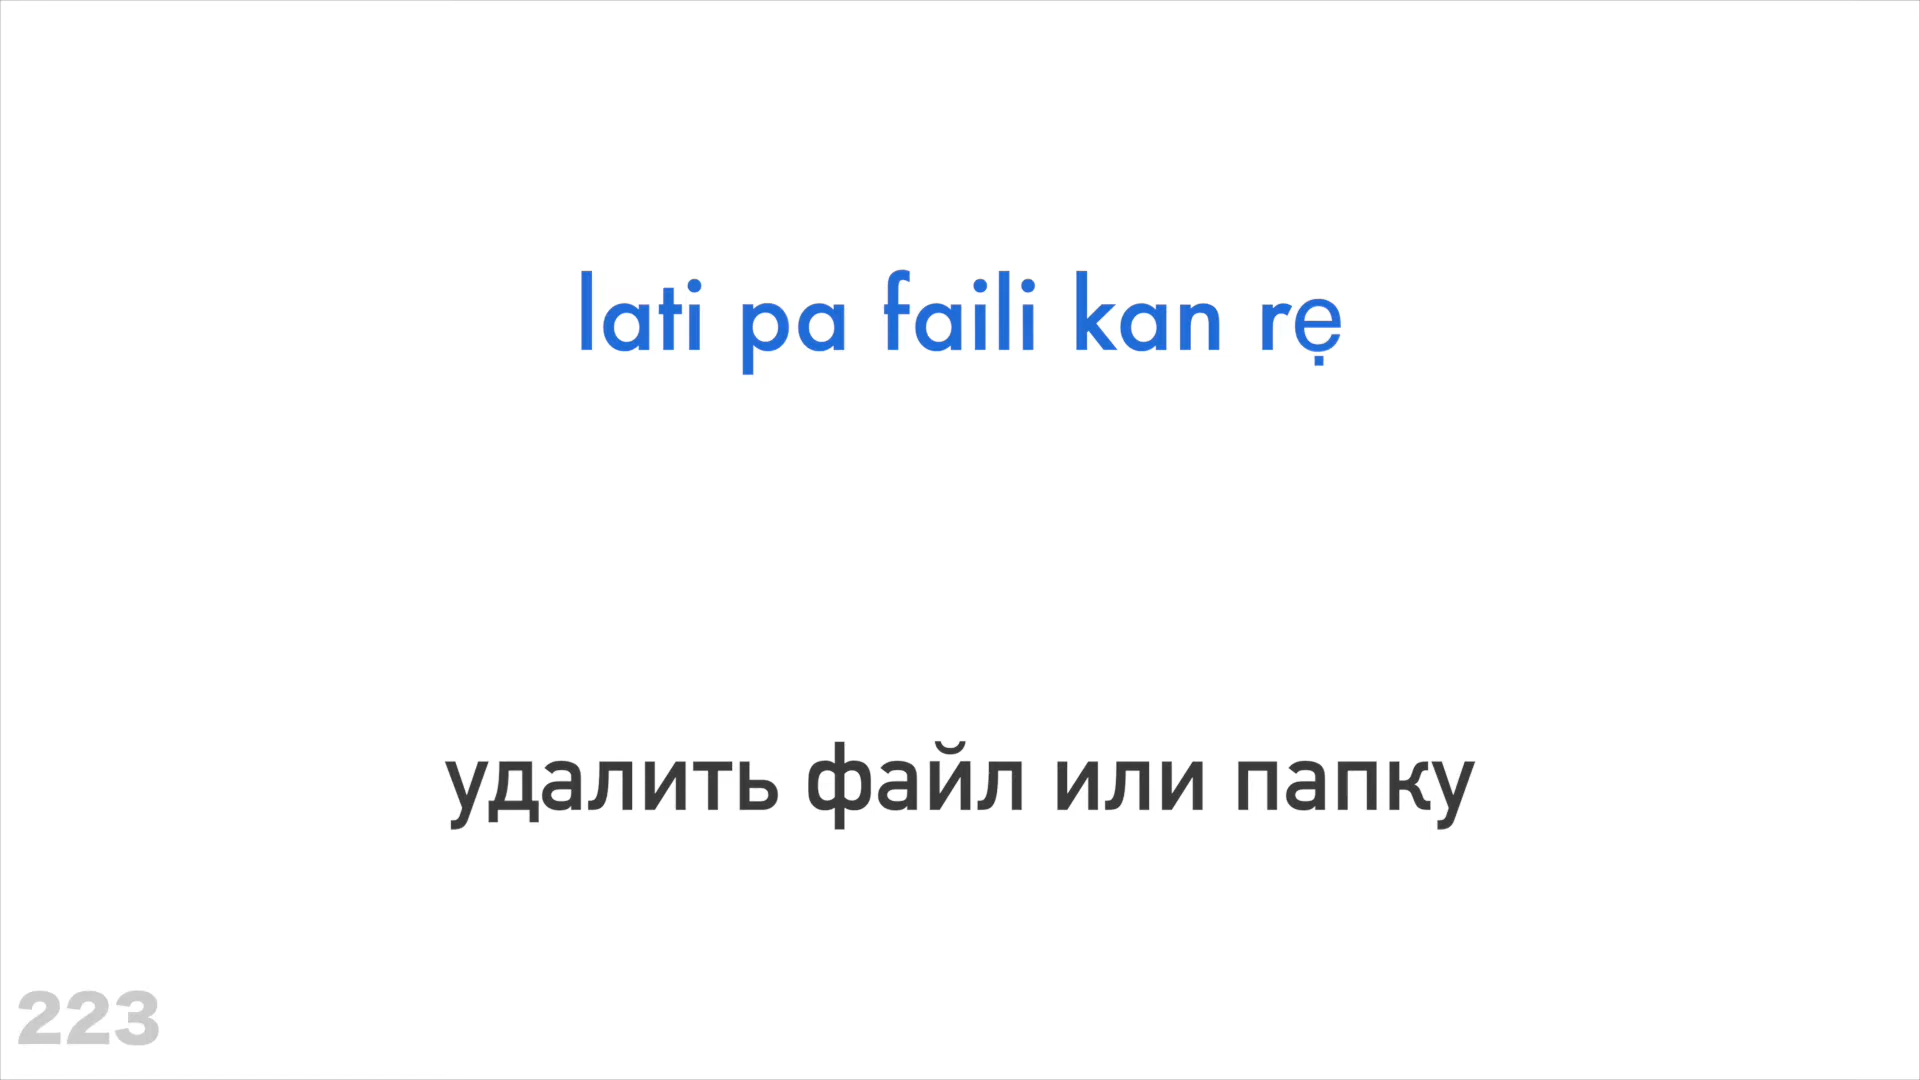 lati pa faili kan rẹ
удалить файл или папку
223